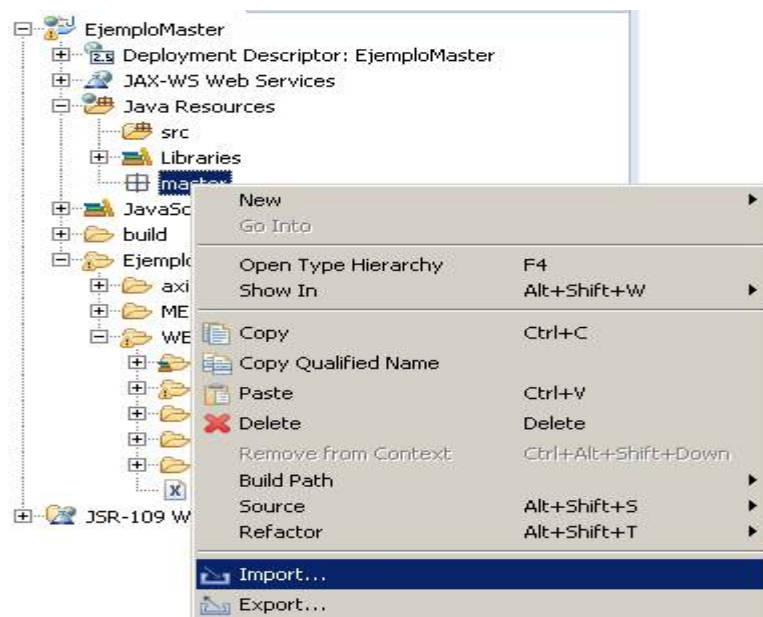 EjemploMaster
Deployment Descriptor: EjemploMaster
2.5
JAX-WS Web Services
Java Resources
src
Libraries
master
JavaSc
build
Ejemplo
axi
ME
WE
X
JSR-109 W
New
Go Into
Open Type Hierarchy F4
Show In Alt+Shift+W
Copy Ctrl+C
Copy Qualified Name
Paste Ctrl+V
Delete Delete
Remove from Context Ctrl+Alt+Shift+Down
Build Path
Source Alt+Shift+S
Refactor Alt+Shift+T
Import...
Export...